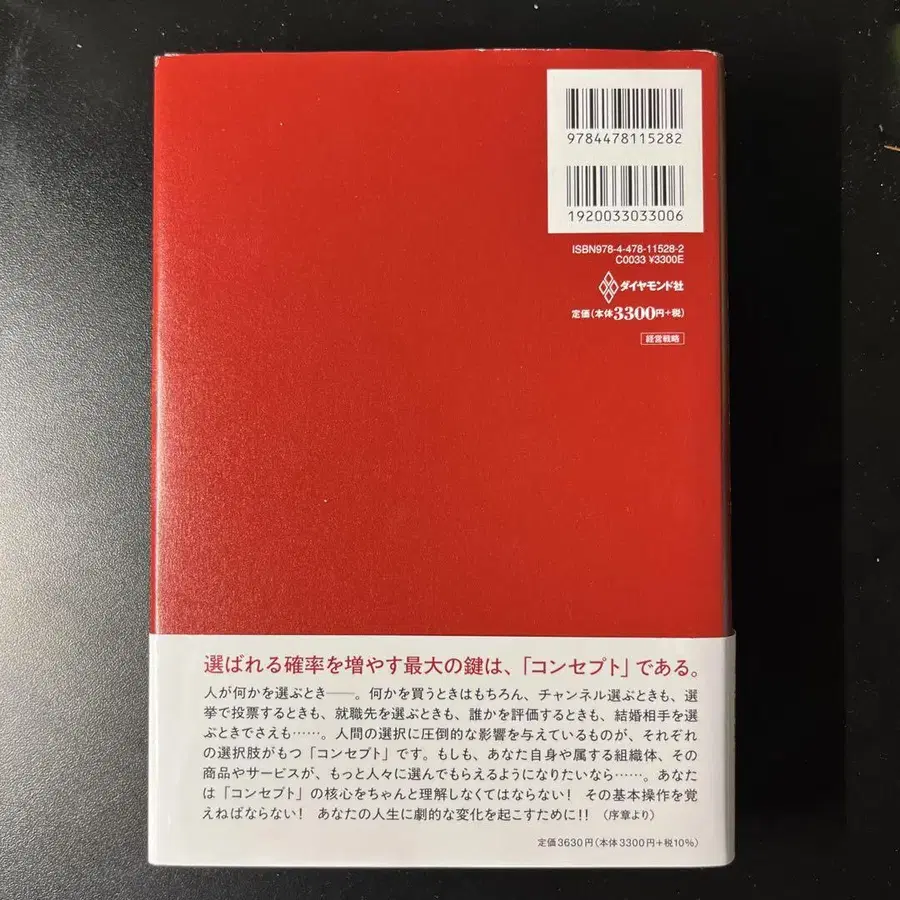 9784478115282
1920033033006
ISBN978-4-478-11528-2
C0033 ¥3300E
ダイヤモンド社
定価(本体3300円+税)
経営戦略
選ばれる確率を増やす最大の鍵は、「コンセプト」である。
人が何かを選ぶとき――。何かを買うときはもちろん、チャンネル選ぶときも、選
挙で投票するときも、就職先を選ぶときも、誰かを評価するときも、結婚相手を選
ぶときでさえも……。人間の選択に圧倒的な影響を与えているものが、それぞれ
の選択肢がもつ「コンセプト」です。もしも、あなた自身や属する組織体、その
商品やサービスが、もっと人々に選んでもらえるようになりたいなら……。あなた
は「コンセプト」の核心をちゃんと理解しなくてはならない! その基本操作を覚
えねばならない! あなたの人生に劇的な変化を起こすために!! (序章より)
定価3630円(本体3300円+税10%)